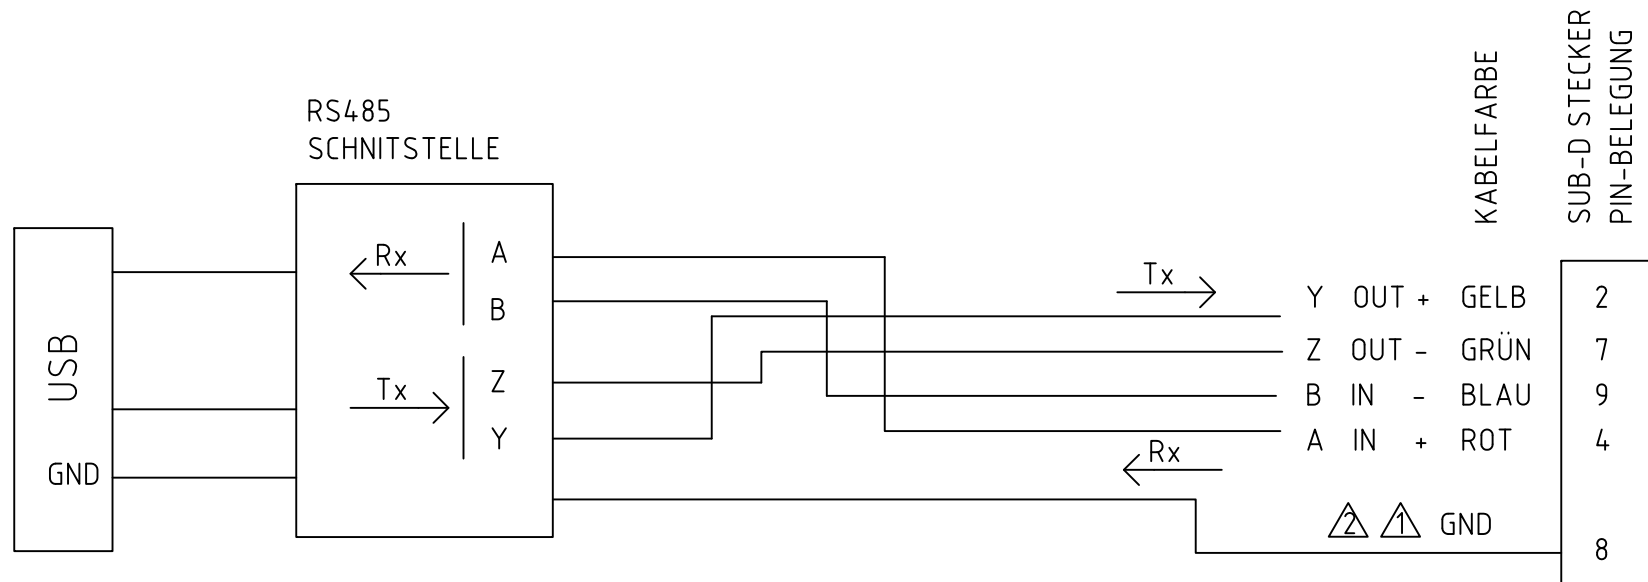 KABELFARBE
SUB-D STECKER
PIN-BELEGUNG
RS485
SCHNITSTELLE
USB
GND
Rx
A
B
Tx
Z
Y
Tx
Y OUT + GELB 2
Z OUT - GRÜN 7
B IN - BLAU 9
A IN + ROT 4
Rx
2 1 GND
8